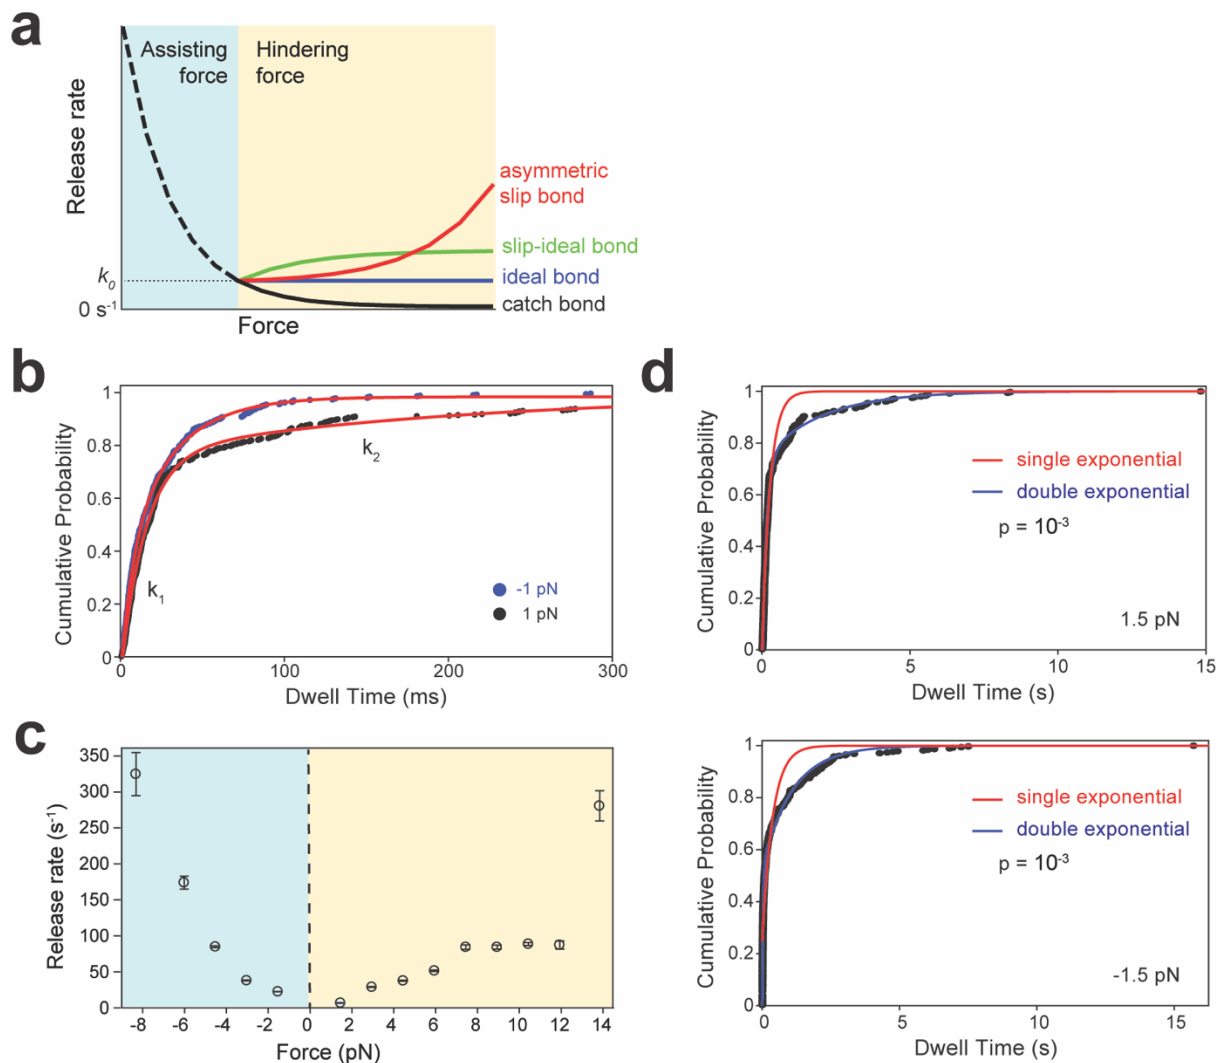 a
Assisting
force
Hindering
force
Release rate
asymmetric
slip bond
slip-ideal bond
ideal bond
catch bond
k₀
0 s⁻¹
Force
b
Cumulative Probability
1
0.8
0.6
0.4
0.2
0
k₁
k₂
-1 pN
1 pN
0
100
200
300
Dwell Time (ms)
c
Release rate (s⁻¹)
350
300
250
200
150
100
50
0
-8
-6
-4
-2
0
2
4
6
8
10
12
14
Force (pN)
d
Cumulative Probability
1
0.8
0.6
0.4
0.2
0
single exponential
double exponential
p = 10⁻³
1.5 pN
0
5
10
15
Dwell Time (s)
Cumulative Probability
1
0.8
0.6
0.4
0.2
0
single exponential
double exponential
p = 10⁻³
-1.5 pN
0
5
10
15
Dwell Time (s)